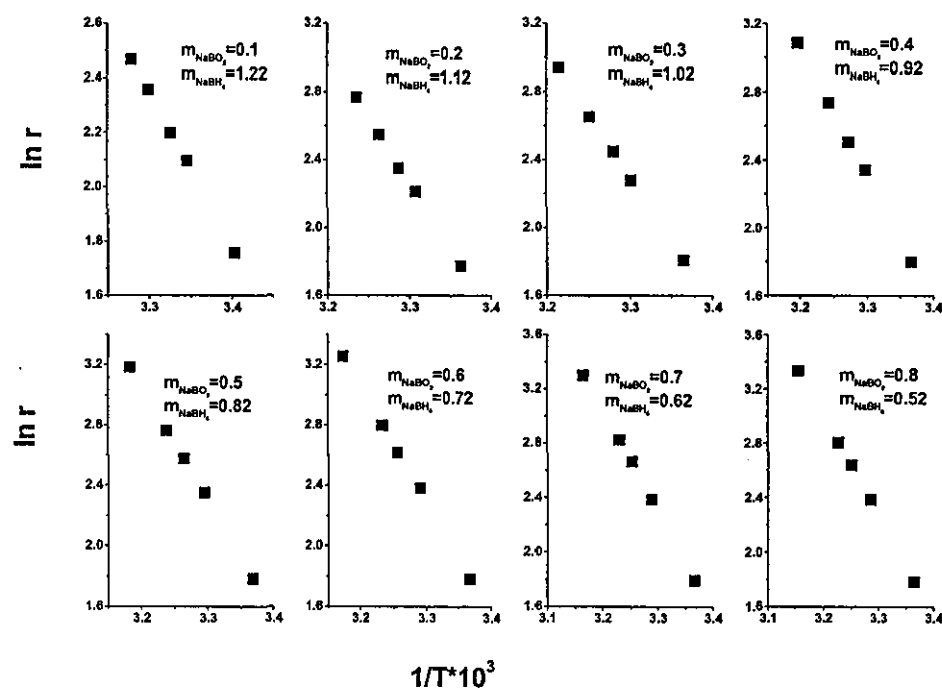 2.6
2.4
2.2
2.0
1.8
1.6
3.3 3.4
m_NaBO₂=0.1
m_NaBH₄=1.22
3.2
2.8
2.4
2.0
1.6
3.2 3.3 3.4
m_NaBO₂=0.2
m_NaBH₄=1.12
3.2
2.8
2.4
2.0
1.6
3.2 3.3 3.4
m_NaBO₂=0.3
m_NaBH₄=1.02
3.2
2.8
2.4
2.0
1.6
3.2 3.3 3.4
m_NaBO₂=0.4
m_NaBH₄=0.92
ln r
3.2
2.8
2.4
2.0
1.6
3.2 3.3 3.4
m_NaBO₂=0.5
m_NaBH₄=0.82
3.2
2.8
2.4
2.0
1.6
3.2 3.3 3.4
m_NaBO₂=0.6
m_NaBH₄=0.72
3.6
3.2
2.8
2.4
2.0
1.6
3.1 3.2 3.3 3.4
m_NaBO₂=0.7
m_NaBH₄=0.62
3.6
3.2
2.8
2.4
2.0
1.6
3.1 3.2 3.3 3.4
m_NaBO₂=0.8
m_NaBH₄=0.52
ln r
1/T*10³